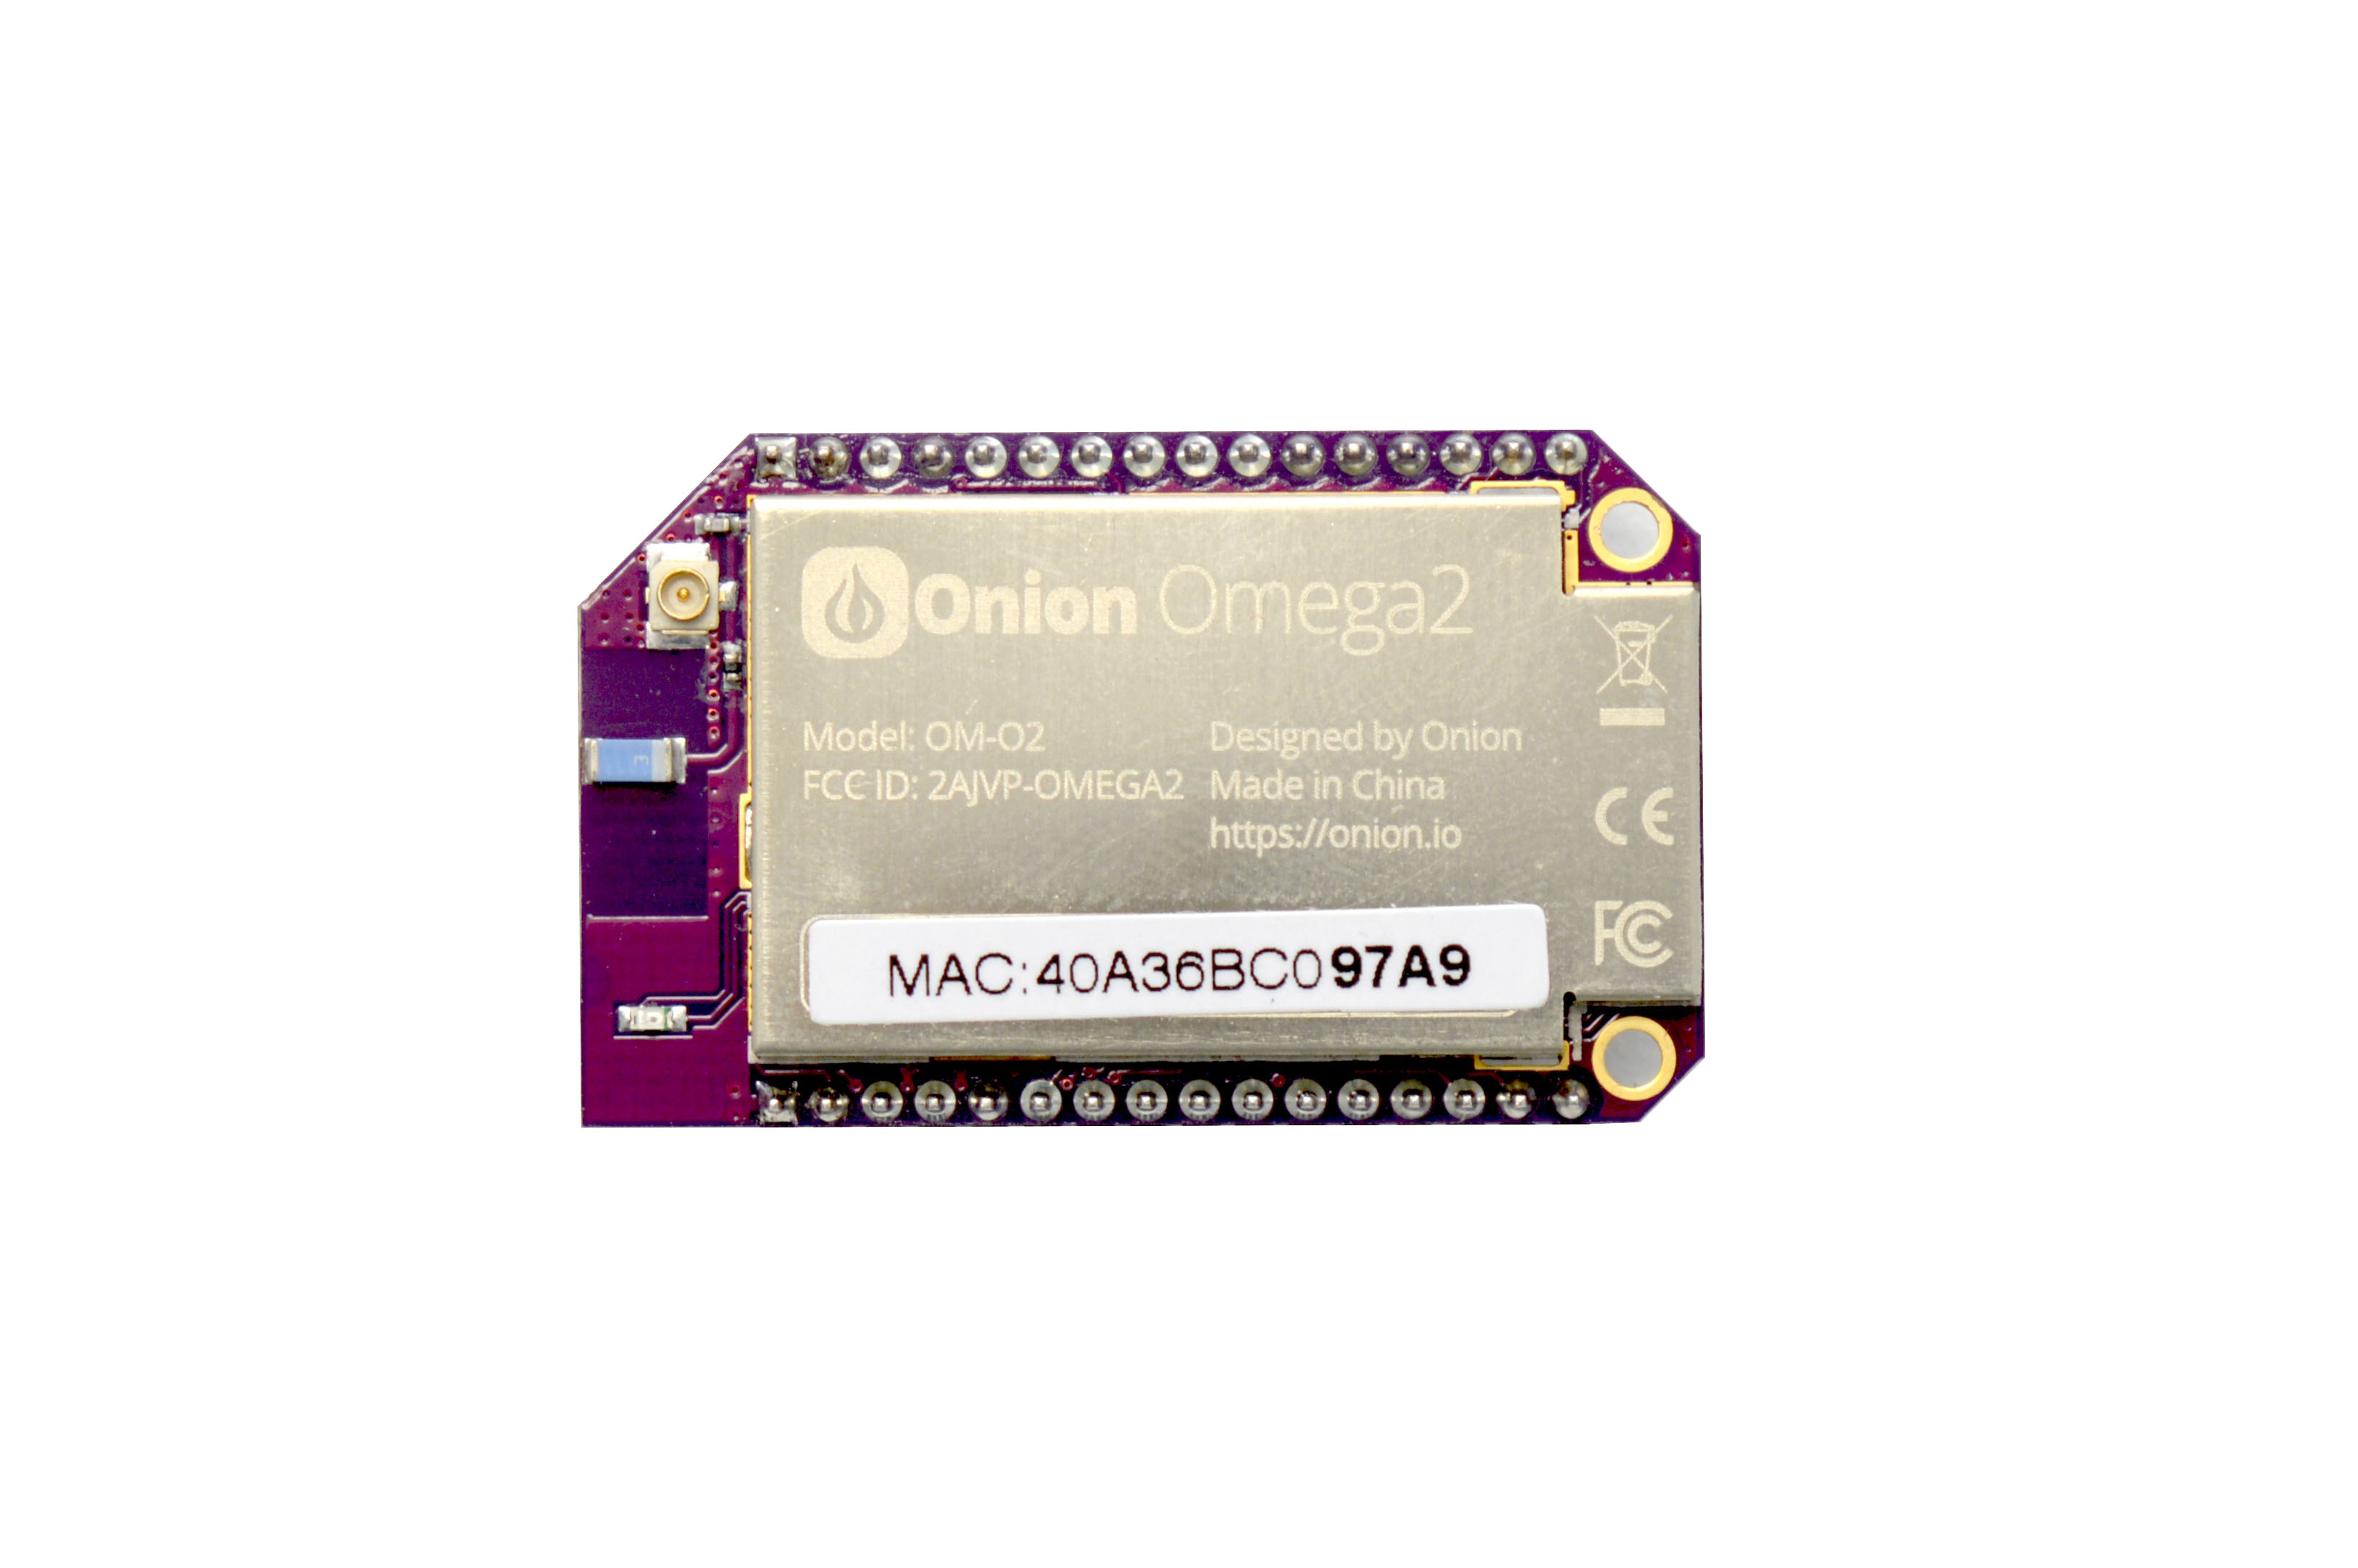 Onion Omega2
Model: OM-O2
FCC ID: 2AJVP-OMEGA2
Designed by Onion
Made in China
https://onion.io
CE
FC
MAC:40A36BC097A9
3